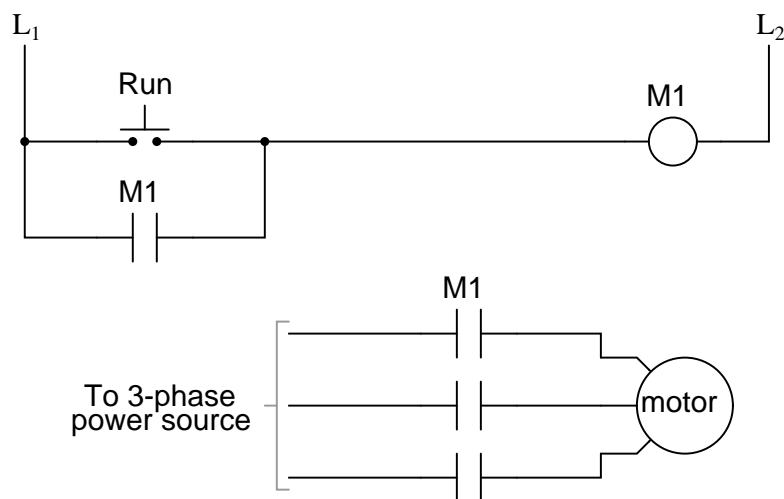 L₁ L₂
Run
M1
M1
M1
To 3-phase
power source
motor